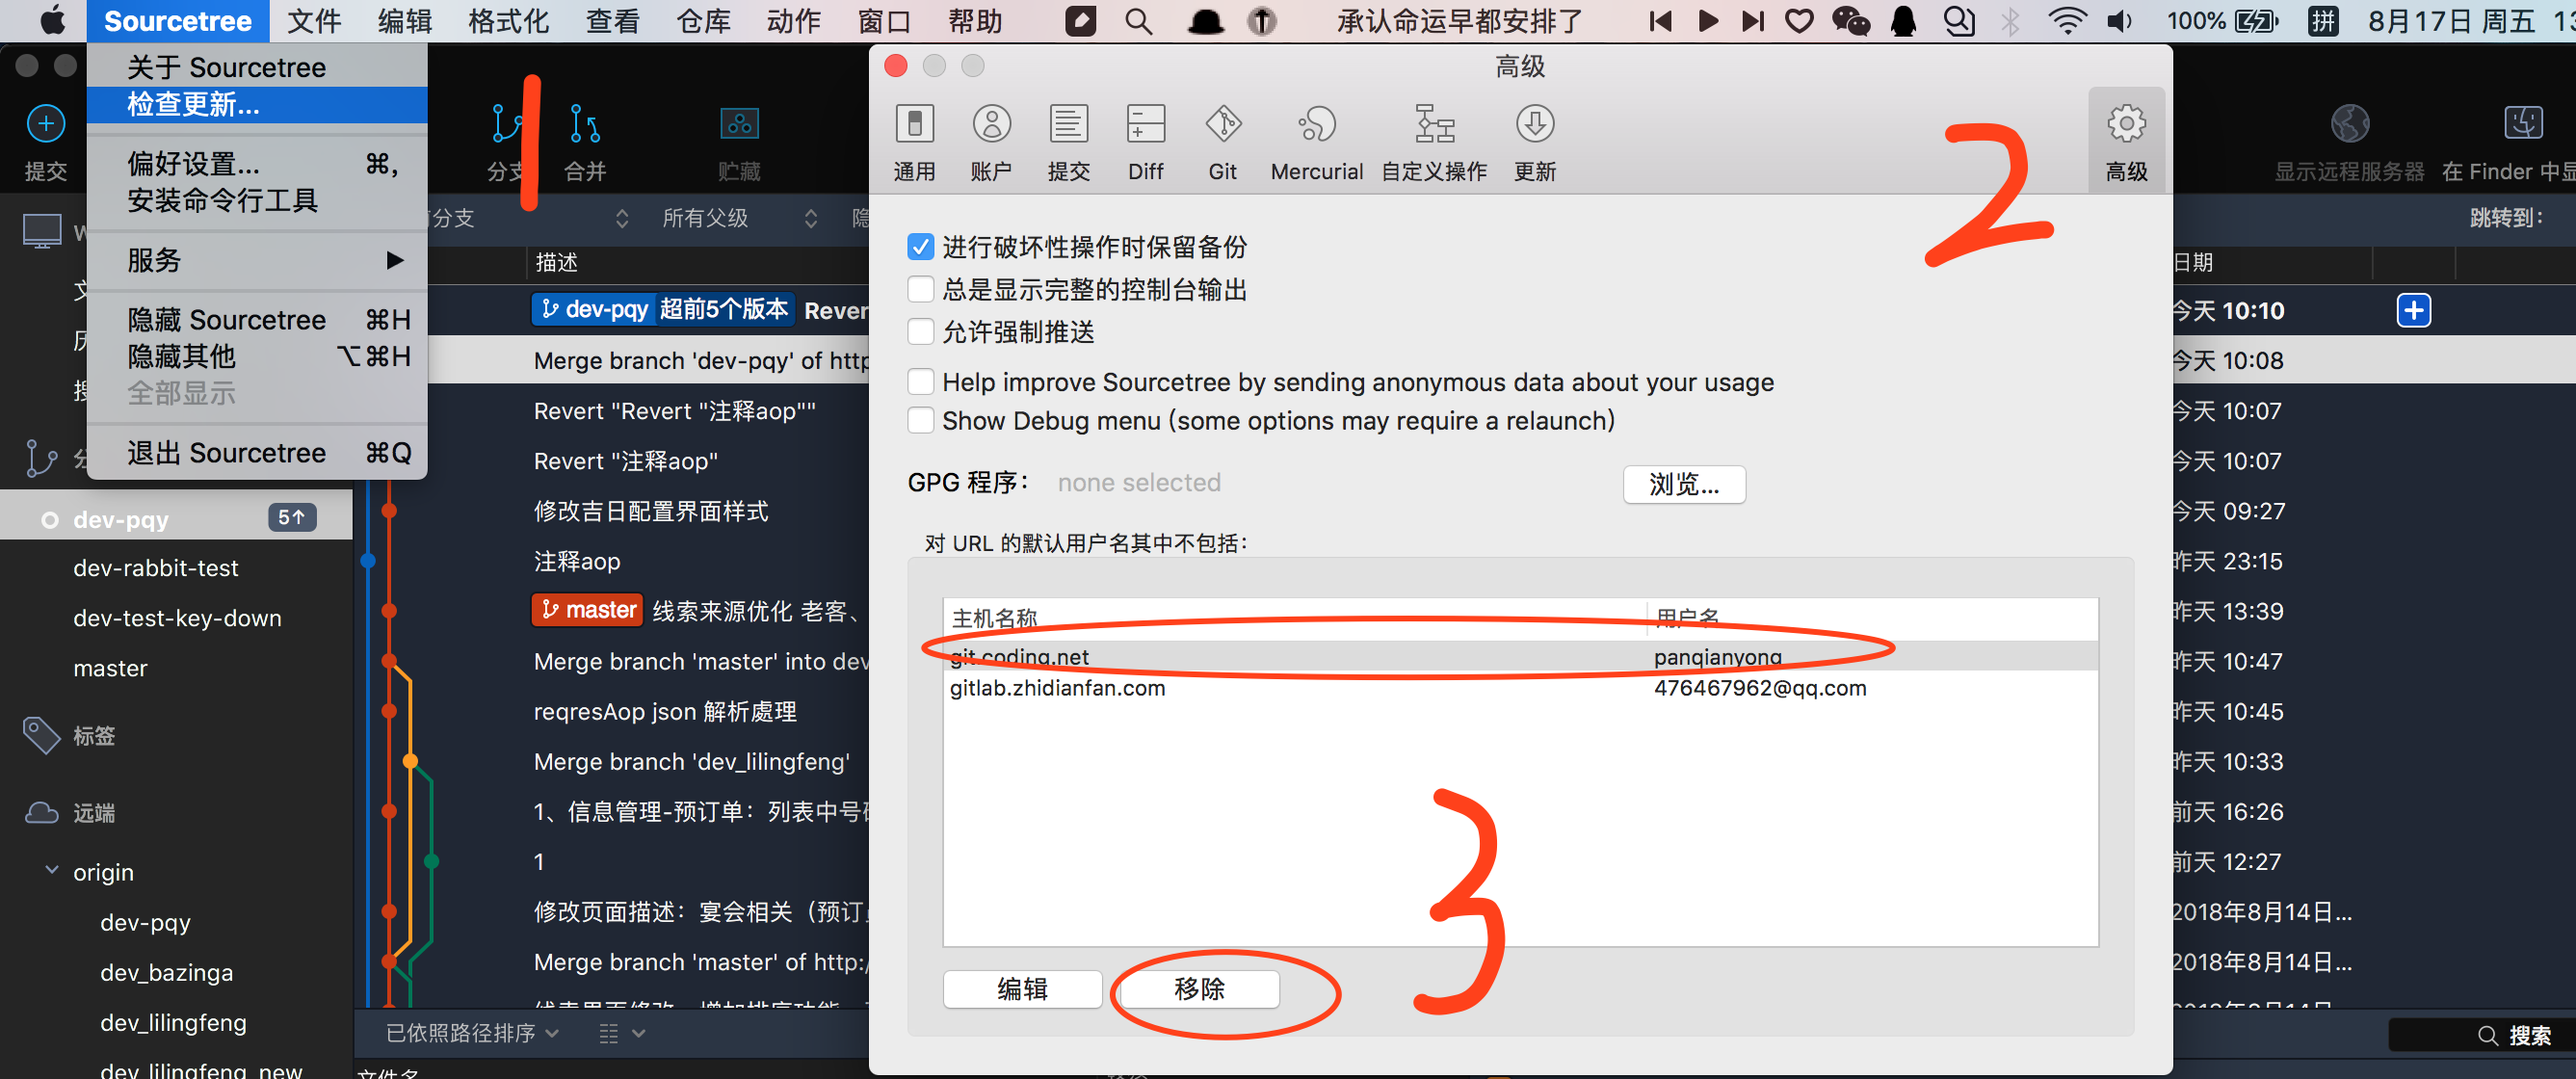 Sourcetree 文件 编辑 格式化 查看 仓库 动作 窗口 帮助 承认命运早都安排了 100% 拼 8月17日 周五
关于 Sourcetree
检查更新...
偏好设置... ⌘,
安装命令行工具
服务 ▶
隐藏 Sourcetree ⌘H
隐藏其他 ⌥⌘H
全部显示
退出 Sourcetree ⌘Q
提交 合并 贮藏
1
高级
通用 账户 提交 Diff Git Mercurial 自定义操作 更新 高级
2
显示远程服务器 在 Finder 中显
所有父级
跳转到:
描述
日期
dev-pqy 超前5个版本 Rever
今天 10:10
Merge branch 'dev-pqy' of http
今天 10:08
Revert "Revert "注释aop""
今天 10:07
Revert "注释aop"
今天 10:07
修改吉日配置界面样式
今天 09:27
注释aop
昨天 23:15
master 线索来源优化 老客、
昨天 13:39
Merge branch 'master' into dev
昨天 10:47
reqresAop json 解析處理
昨天 10:45
Merge branch 'dev_lilingfeng'
昨天 10:33
1、信息管理-预订单：列表中号
前天 16:26
1
前天 12:27
修改页面描述：宴会相关（预订
2018年8月14日...
Merge branch 'master' of http:/
2018年8月14日...
dev-pqy 5↑
dev-rabbit-test
dev-test-key-down
master
标签
远端
origin
dev-pqy
dev_bazinga
dev_lilingfeng
dev_lilingfeng_new
进行破坏性操作时保留备份
总是显示完整的控制台输出
允许强制推送
Help improve Sourcetree by sending anonymous data about your usage
Show Debug menu (some options may require a relaunch)
GPG 程序： none selected 浏览...
对 URL 的默认用户名其中不包括：
主机名称 用户名
git.coding.net panqianyong
gitlab.zhidianfan.com 476467962@qq.com
3
编辑 移除
已依照路径排序
搜索
文件名